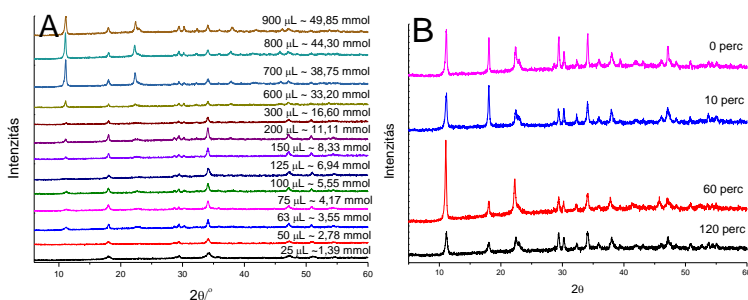 A
900 μL ~ 49,85 mmol
800 μL ~ 44,30 mmol
700 μL ~ 38,75 mmol
600 μL ~ 33,20 mmol
300 μL ~ 16,60 mmol
200 μL ~ 11,11 mmol
150 μL ~ 8,33 mmol
125 μL ~ 6,94 mmol
100 μL ~ 5,55 mmol
75 μL ~ 4,17 mmol
63 μL ~ 3,55 mmol
50 μL ~ 2,78 mmol
25 μL ~1,39 mmol
Intenzitás
10 20 30 40 50 60
2θ/°
B
0 perc
10 perc
60 perc
120 perc
Intenzitás
10 20 30 40 50 60
2θ